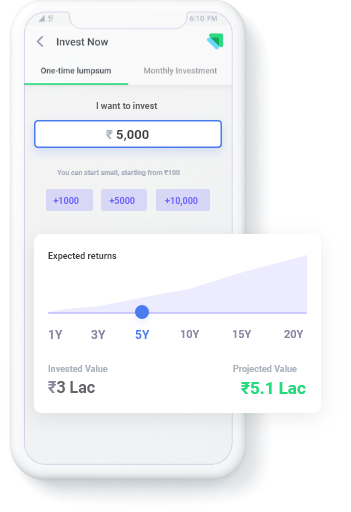 6:10 PM
Invest Now
One-time lumpsum Monthly Investment
I want to invest
₹ 5,000
You can start small, starting from ₹100
+1000 +5000 +10,000
Expected returns
1Y 3Y 5Y 10Y 15Y 20Y
Invested Value Projected Value
₹3 Lac ₹5.1 Lac